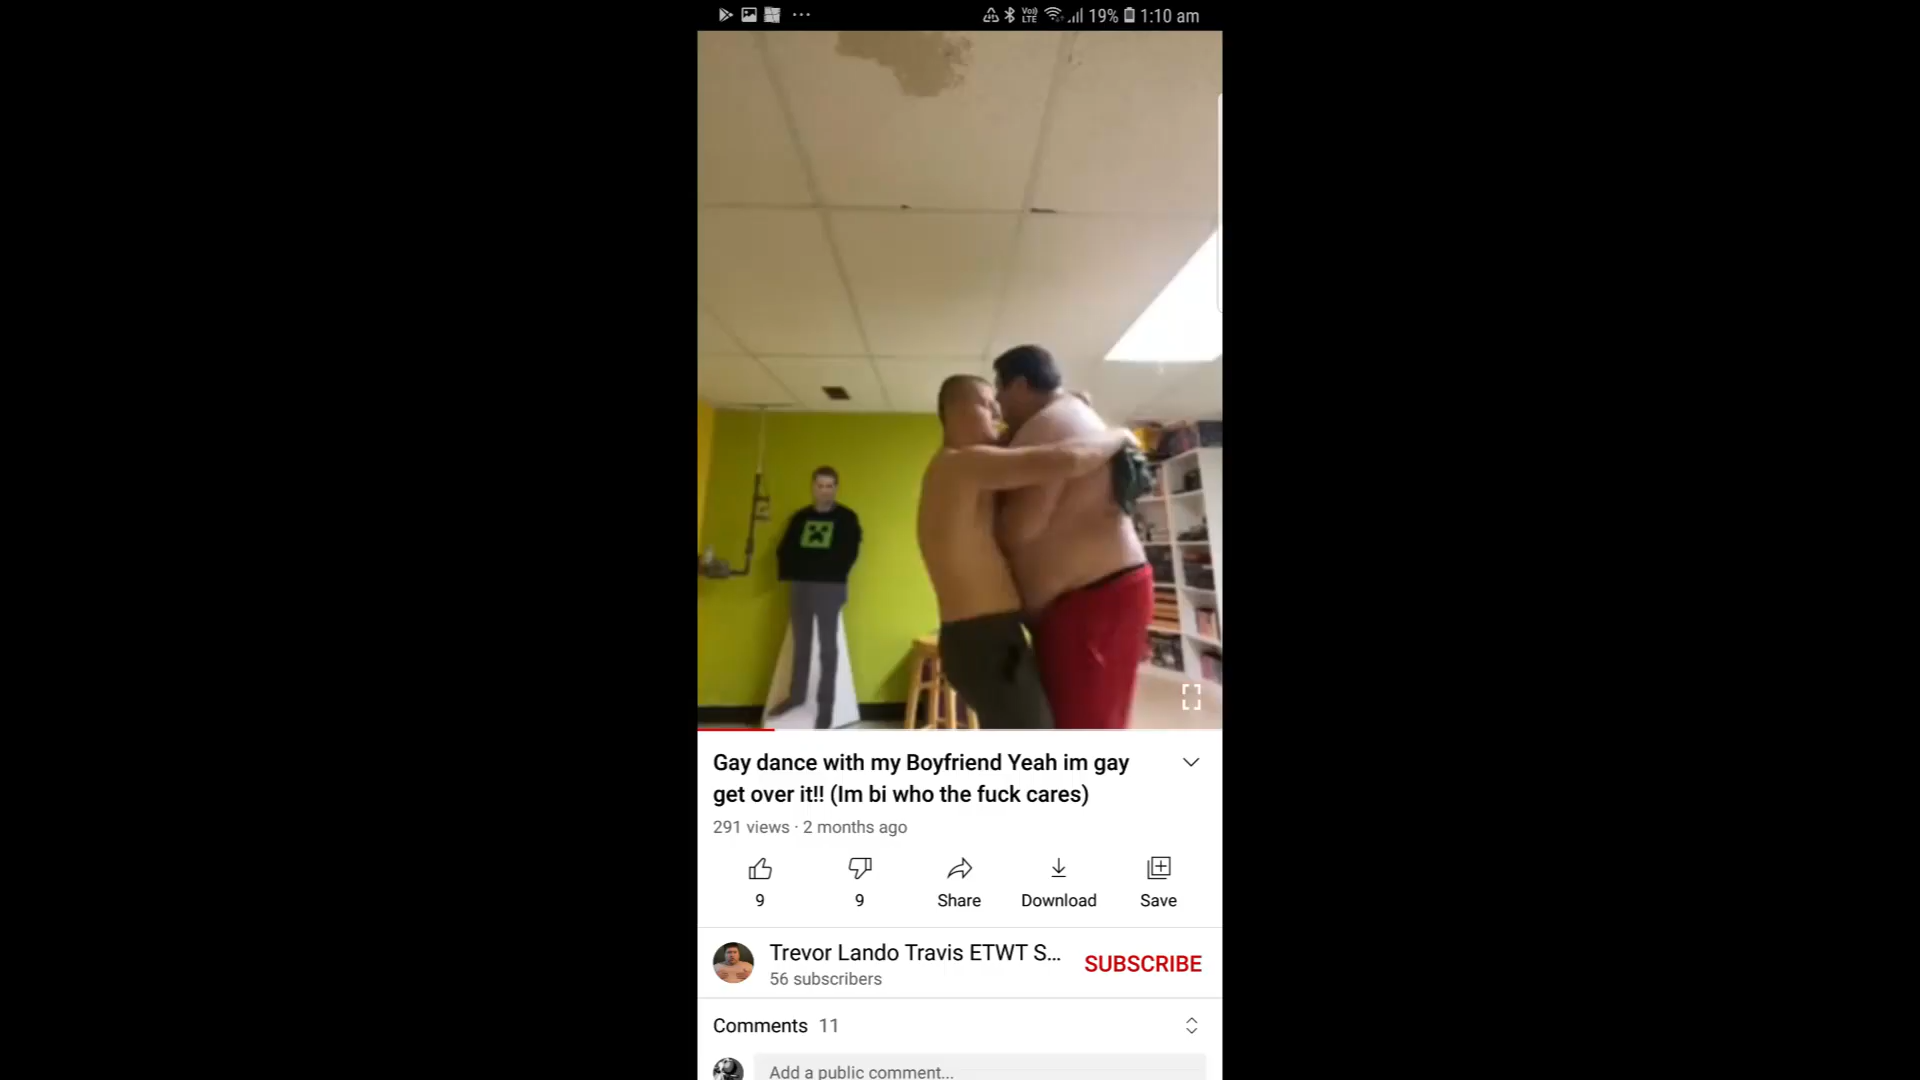 19% 1:10 am
Gay dance with my Boyfriend Yeah im gay
get over it!! (Im bi who the fuck cares)
291 views · 2 months ago
9 9 Share Download Save
Trevor Lando Travis ETWT S...
SUBSCRIBE
56 subscribers
Comments 11
Add a public comment...